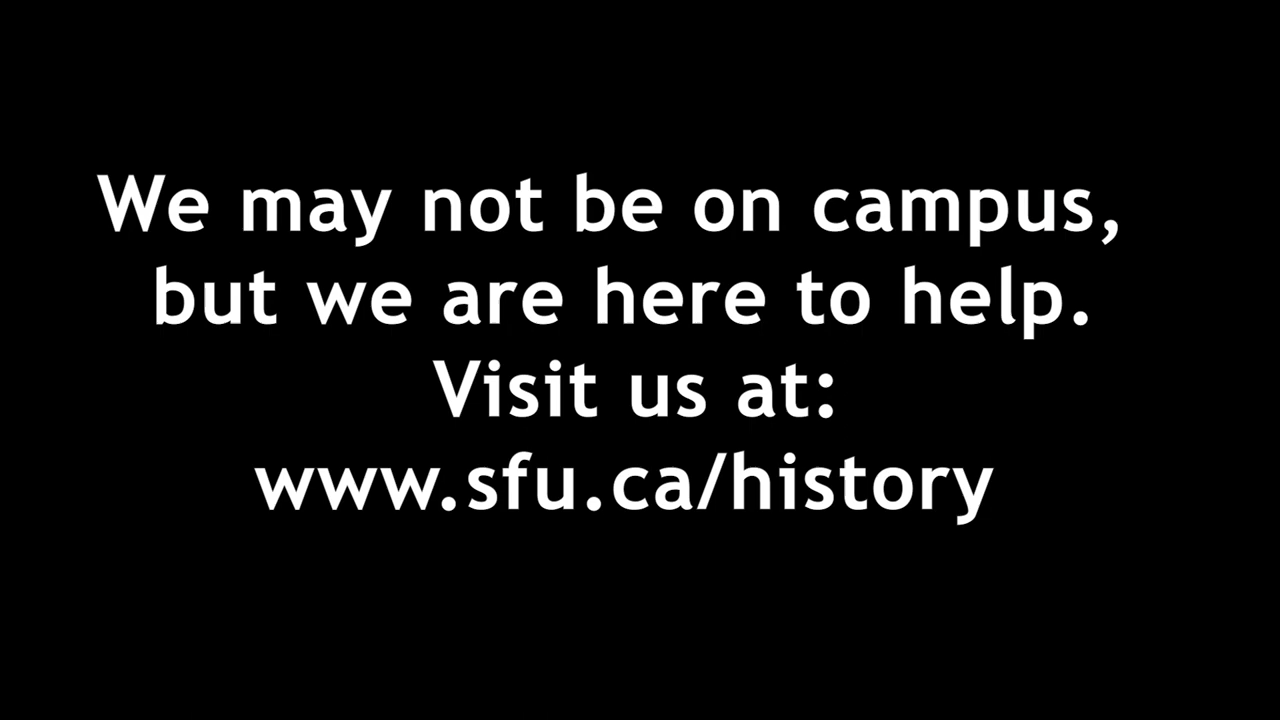 We may not be on campus,
but we are here to help.
Visit us at:
www.sfu.ca/history